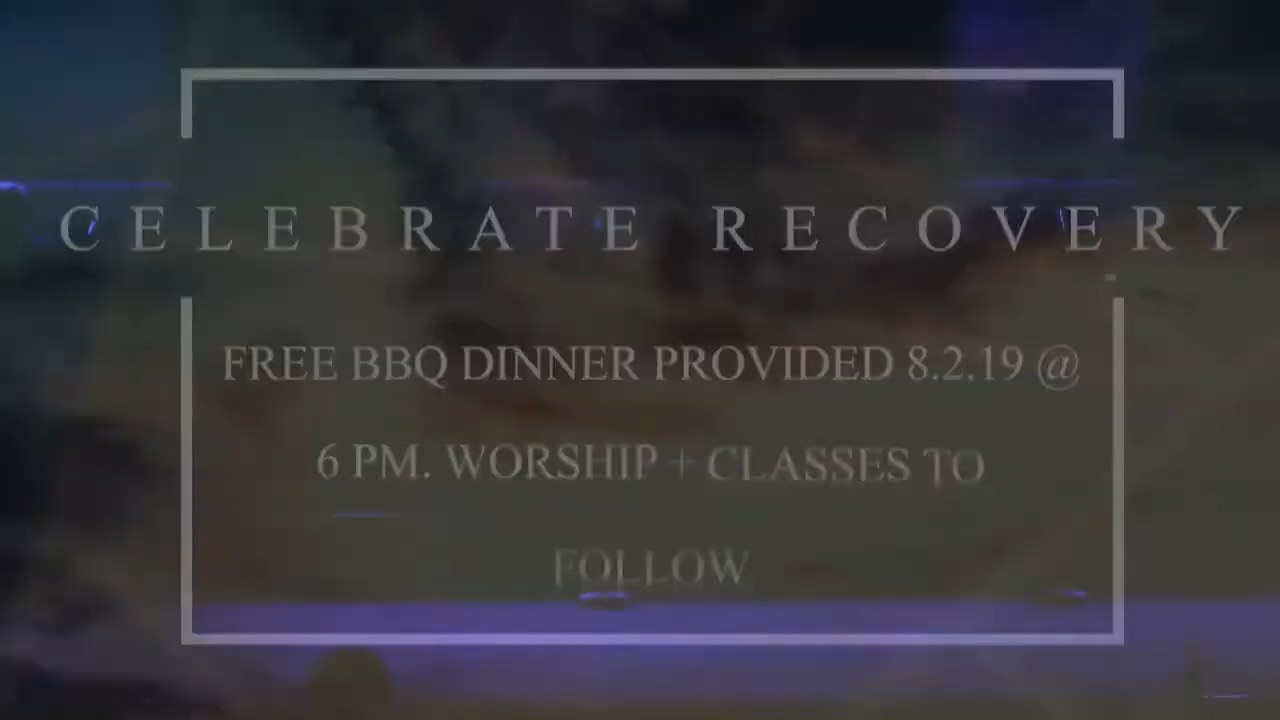 CELEBRATE RECOVERY
FREE BBQ DINNER PROVIDED 8.2.19 @
6 PM. WORSHIP + CLASSES TO
FOLLOW